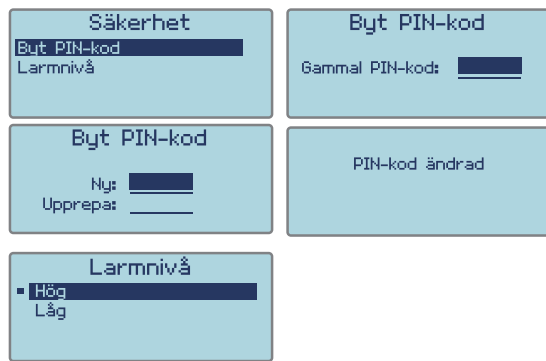 Säkerhet
Byt PIN-kod
Larmnivå
Byt PIN-kod
Gammal PIN-kod:
Byt PIN-kod
Ny:
Upprepa:
PIN-kod ändrad
Larmnivå
Hög
Låg